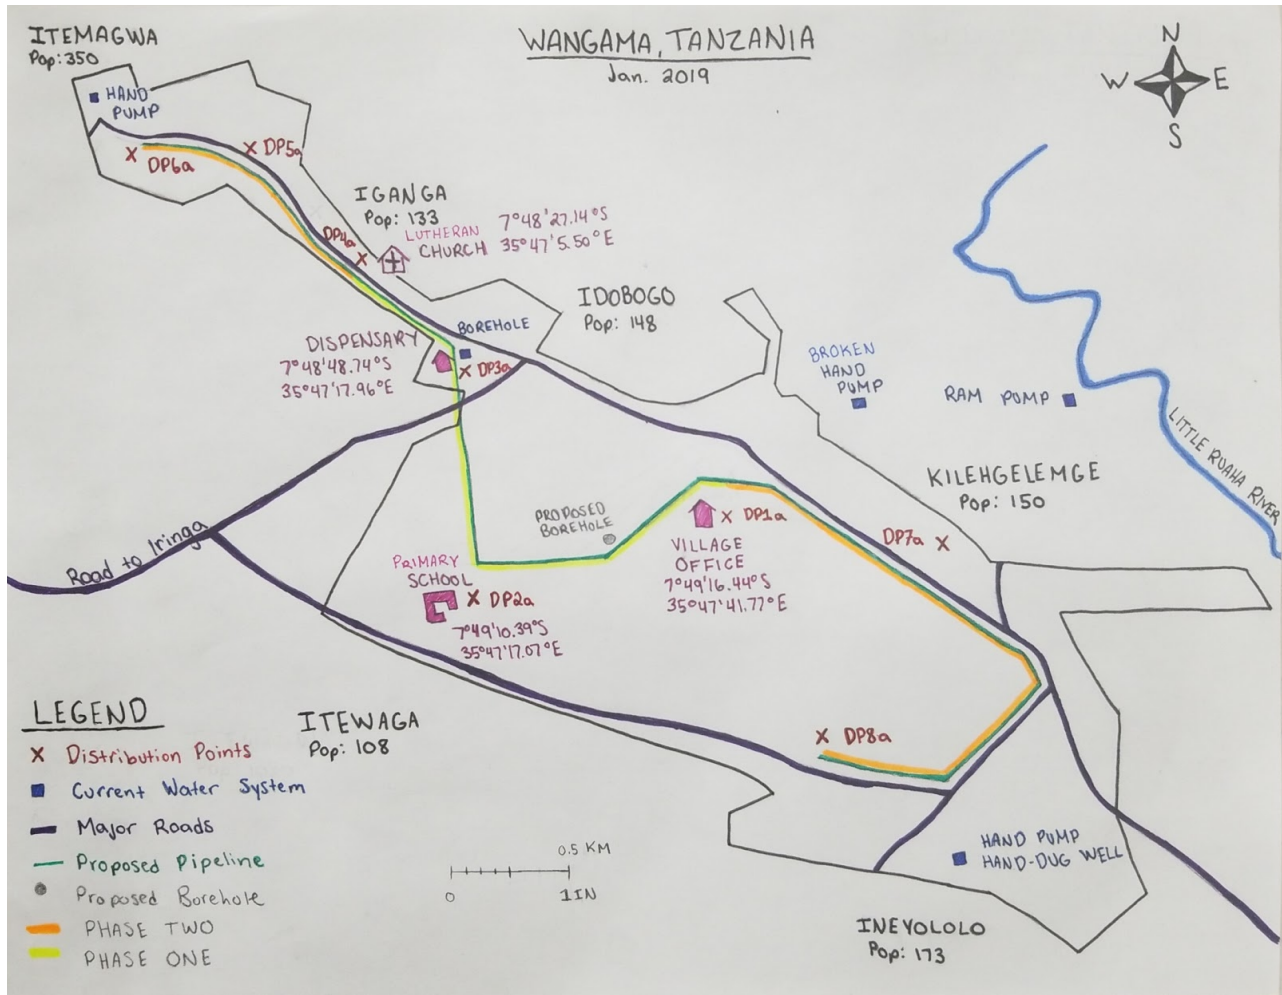 ITEMAGWA
Pop: 350
WANGAMA, TANZANIA
Jan. 2019
N
W
E
S
HAND
PUMP
DP5a
DP6a
IGANGA
Pop: 133
LUTHERAN
CHURCH
7°48'27.14°S
35°47'5.50°E
DP4a
IDOBOGO
Pop: 148
BOREHOLE
DISPENSARY
7°48'48.74°S
35°47'17.96°E
DP3a
BROKEN
HAND
PUMP
RAM PUMP
LITTLE RUAHA RIVER
KILEHGELEMGE
Pop: 150
PROPOSED
BOREHOLE
DP1a
VILLAGE
OFFICE
7°49'16.44°S
35°47'41.77°E
DP7a
Road to Iringa
PRIMARY
SCHOOL
DP2a
7°49'10.39°S
35°47'17.07°E
LEGEND
X Distribution Points
Current Water System
Major Roads
Proposed Pipeline
Proposed Borehole
PHASE TWO
PHASE ONE
ITEWAGA
Pop: 108
DP8a
0.5 KM
0
1IN
HAND PUMP
HAND-DUG WELL
INEYOLOLO
Pop: 173